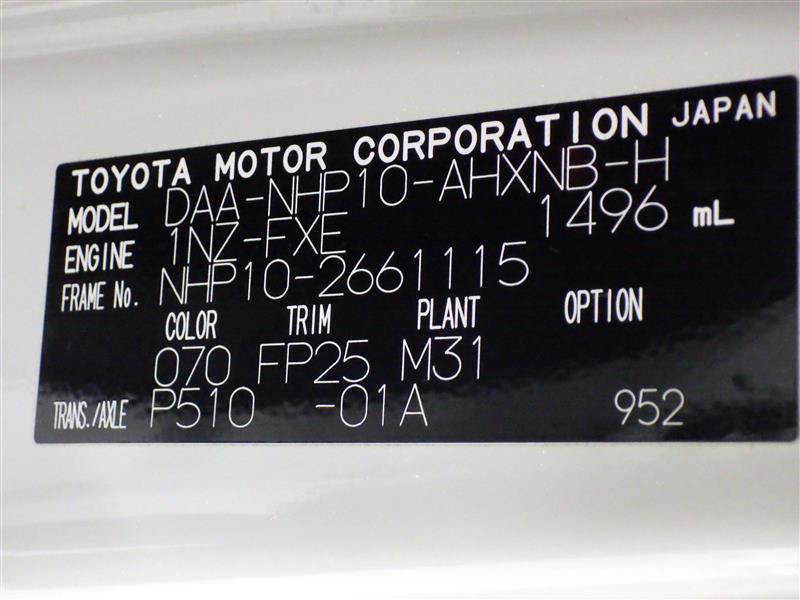 TOYOTA MOTOR CORPORATION JAPAN
MODEL DAA-NHP10-AHXNB-H
ENGINE 1NZ-FXE 1496 mL
FRAME No. NHP10-2661115
COLOR TRIM PLANT OPTION
070 FP25 M31
TRANS./AXLE P510 -01A 952